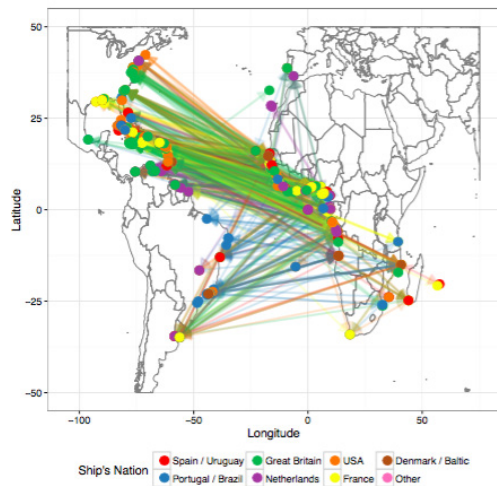 50
25
0
−25
−50
Latitude
−100
−50
0
50
Longitude
Ship's Nation
Spain / Uruguay
Great Britain
USA
Denmark / Baltic
Portugal / Brazil
Netherlands
France
Other